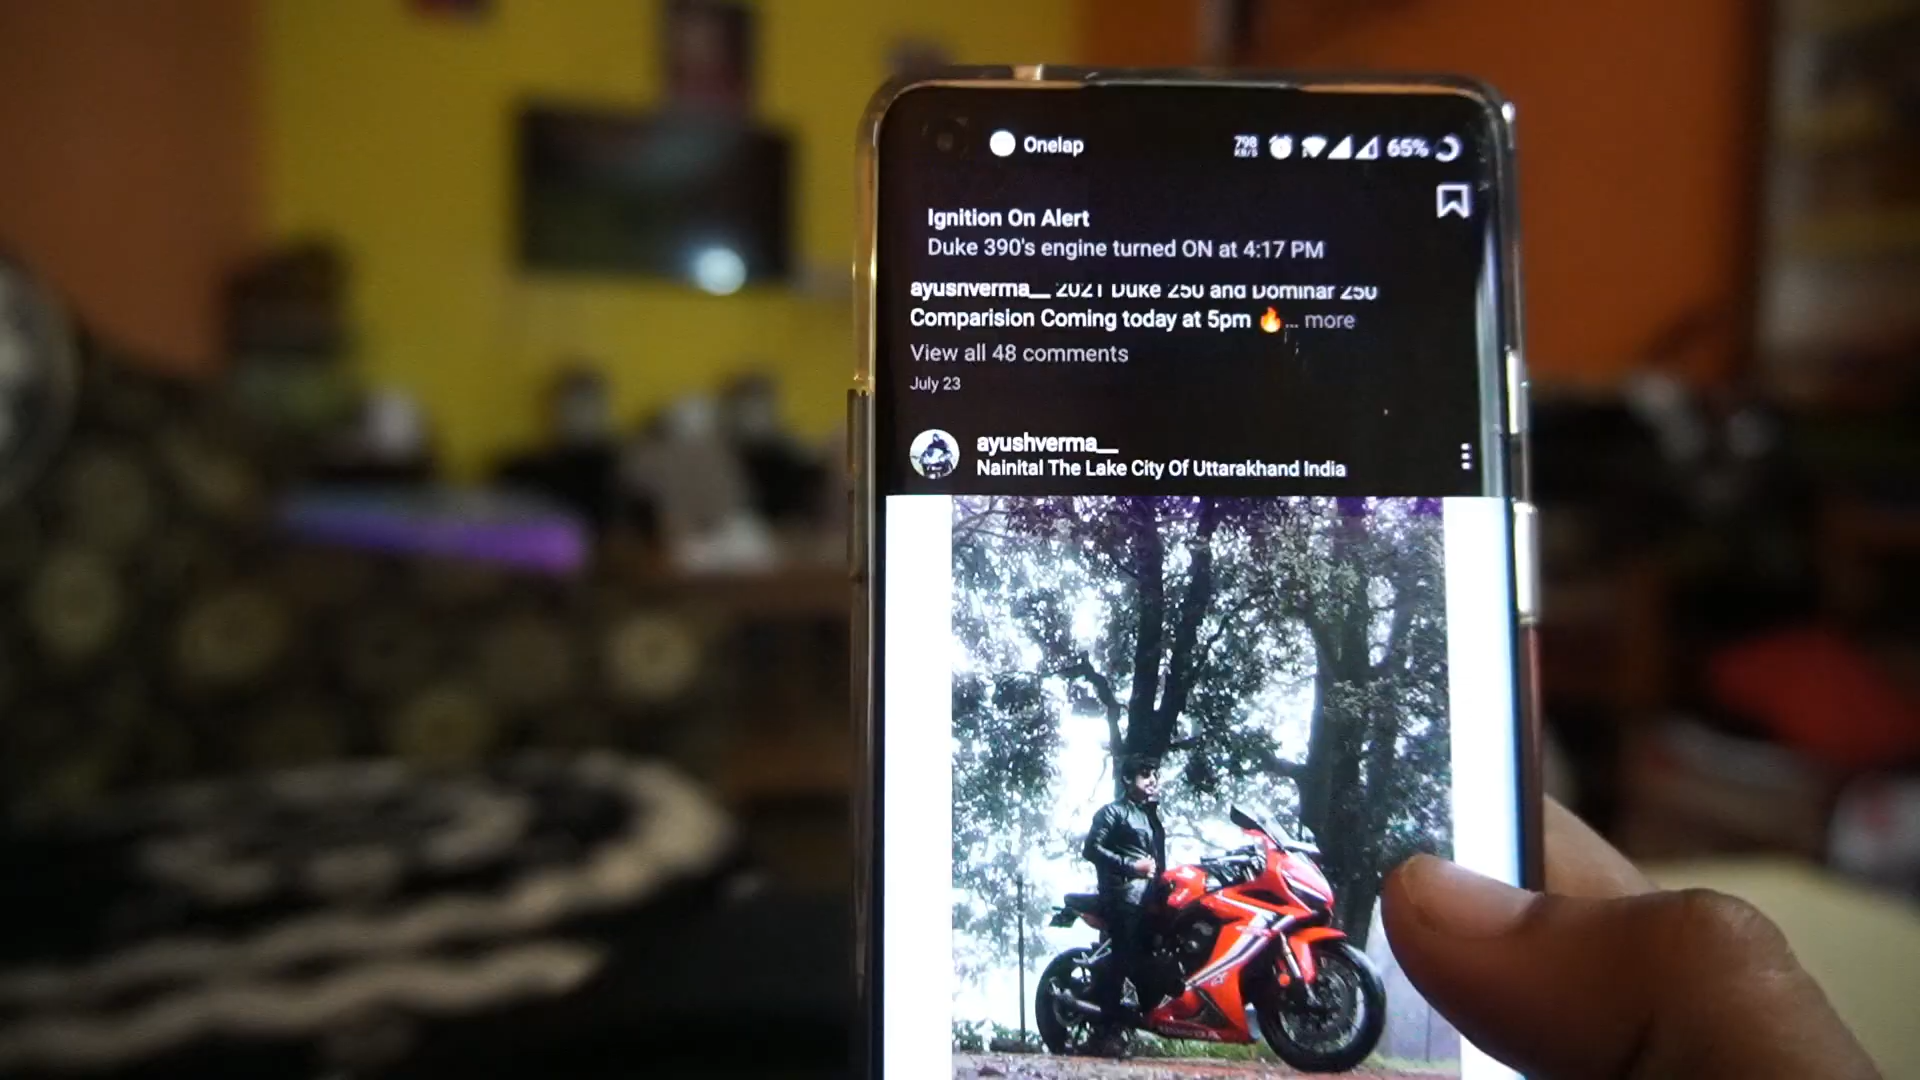 Onelap
798 KB/S
65%
Ignition On Alert
Duke 390's engine turned ON at 4:17 PM
ayushverma__ 2021 Duke 250 and Dominar 250
Comparision Coming today at 5pm 🔥... more
View all 48 comments
July 23
ayushverma__
Nainital The Lake City Of Uttarakhand India